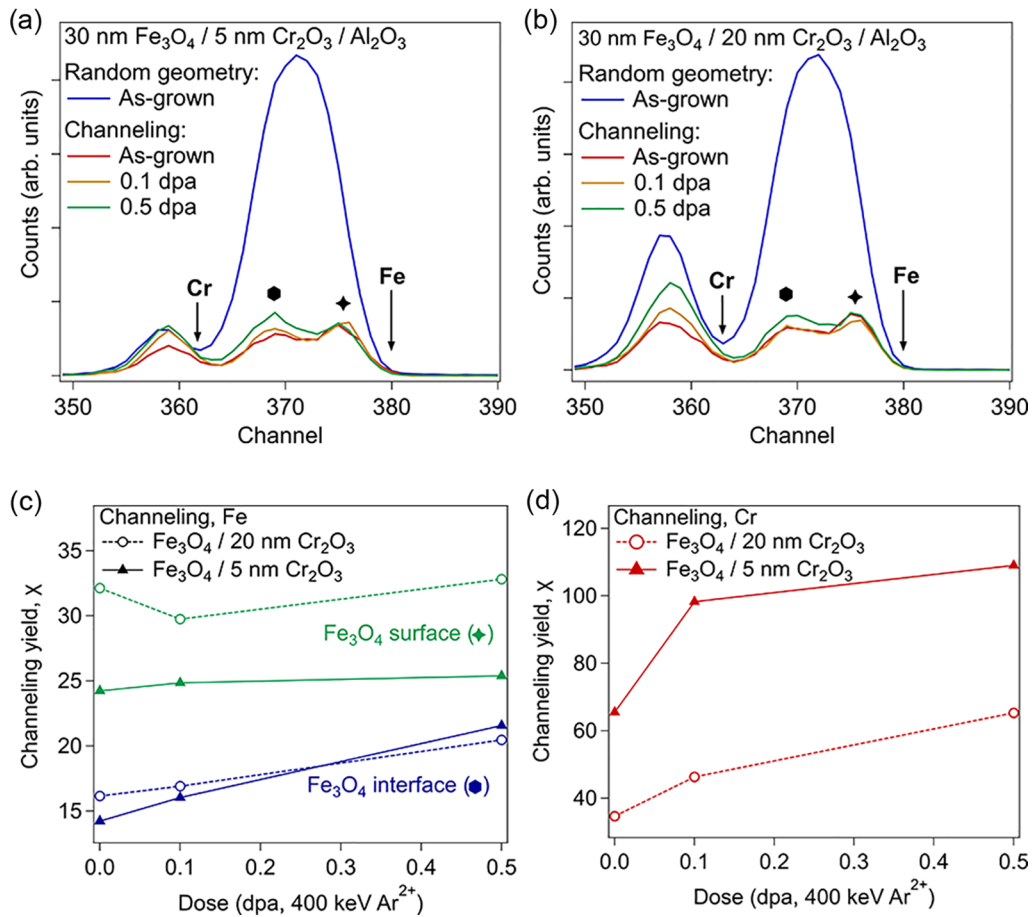 (a)
30 nm Fe₃O₄ / 5 nm Cr₂O₃ / Al₂O₃
Random geometry:
As-grown
Channeling:
As-grown
0.1 dpa
0.5 dpa
Cr
Fe
Counts (arb. units)
350 360 370 380 390
Channel
(b)
30 nm Fe₃O₄ / 20 nm Cr₂O₃ / Al₂O₃
Random geometry:
As-grown
Channeling:
As-grown
0.1 dpa
0.5 dpa
Cr
Fe
Counts (arb. units)
350 360 370 380 390
Channel
(c)
Channeling, Fe
Fe₃O₄ / 20 nm Cr₂O₃
Fe₃O₄ / 5 nm Cr₂O₃
Fe₃O₄ surface (✦)
Fe₃O₄ interface (⬢)
Channeling yield, χ
35
30
25
20
15
0.0 0.1 0.2 0.3 0.4 0.5
Dose (dpa, 400 keV Ar²⁺)
(d)
Channeling, Cr
Fe₃O₄ / 20 nm Cr₂O₃
Fe₃O₄ / 5 nm Cr₂O₃
Channeling yield, χ
120
100
80
60
40
0.0 0.1 0.2 0.3 0.4 0.5
Dose (dpa, 400 keV Ar²⁺)